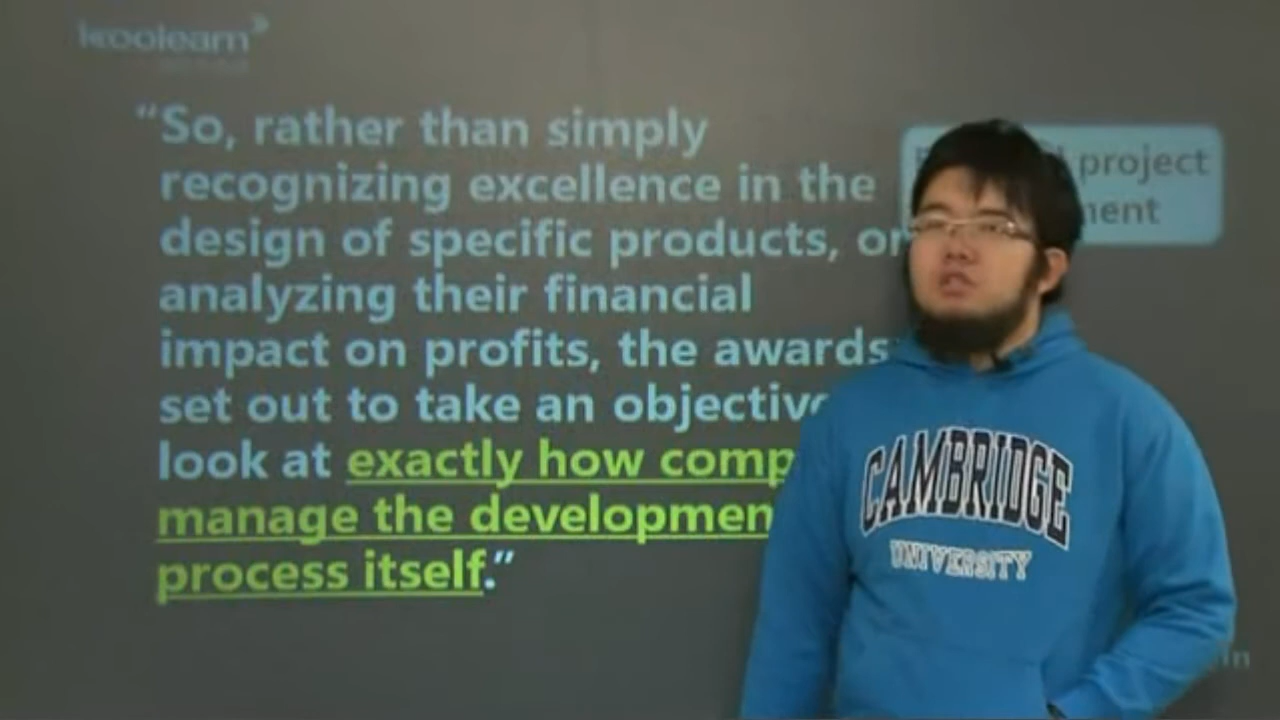 koolearn
“So, rather than simply
recognizing excellence in the
design of specific products, or
analyzing their financial
impact on profits, the awards
set out to take an objective
look at exactly how comp
manage the developmen
process itself.”
project
ment
CAMBRIDGE
UNIVERSITY